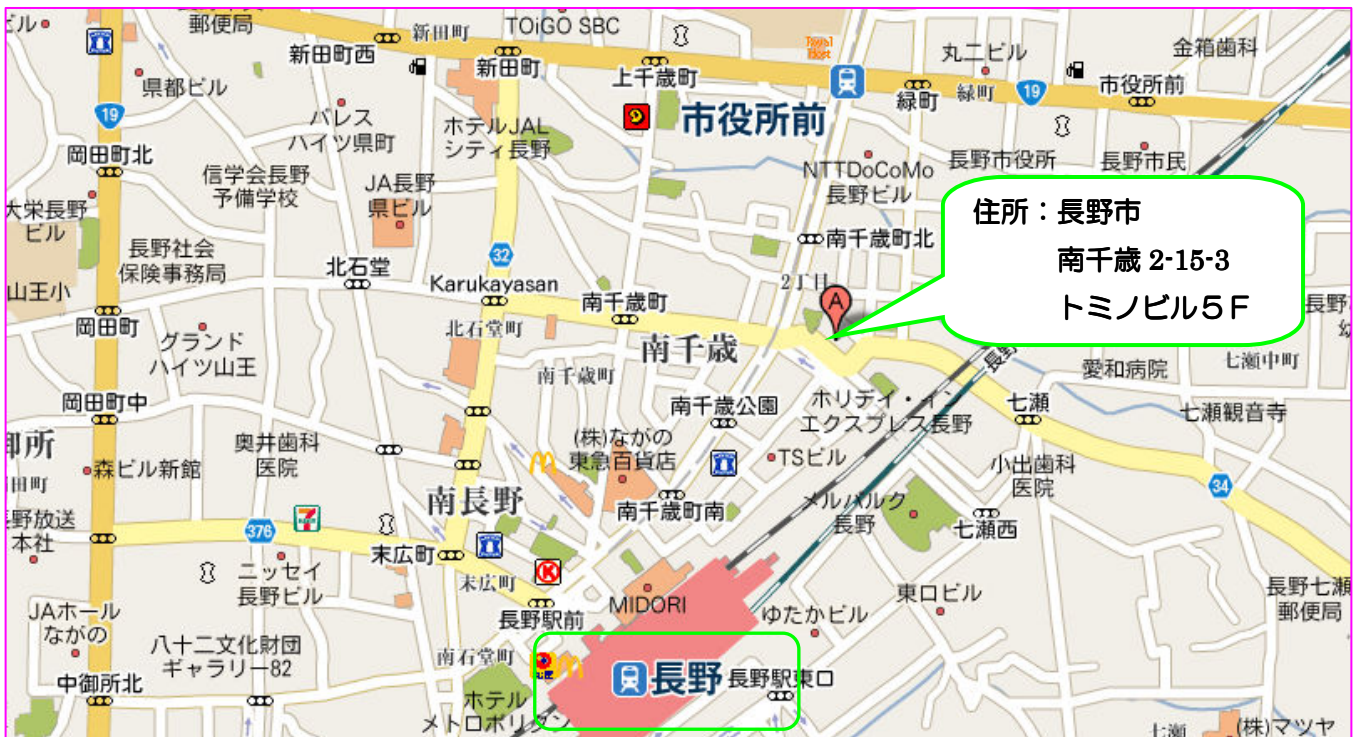 郵便局
新田町
TOiGO SBC
新田町西
新田町
上千歳町
丸二ビル
金箱歯科
県都ビル
緑町
緑町
19
市役所前
19
パレス
ハイツ県町
ホテルJAL
シティ長野
市役所前
岡田町北
信学会長野
予備学校
JA長野
県ビル
NTTDoCoMo
長野ビル
長野市役所
長野市民
大栄長野
ビル
長野社会
保険事務局
北石堂
32
南千歳町北
住所：長野市
南千歳 2-15-3
トミノビル５Ｆ
山王小
Karukayasan
南千歳町
2丁目
A
岡田町
グランド
ハイツ山王
北石堂町
南千歳
南千歳町
愛和病院
七瀬中町
岡田町中
南千歳公園
ホリデイ・イン
エクスプレス長野
七瀬
七瀬観音寺
御所
奥井歯科
医院
(株)ながの
東急百貨店
TSビル
小出歯科
医院
森ビル新館
南長野
南千歳町南
メルパルク
長野
七瀬西
34
本社
376
末広町
ニッセイ
長野ビル
末広町
長野駅前
MIDORI
ゆたかビル
東口ビル
長野七瀬
郵便局
JAホール
ながの
八十二文化財団
ギャラリー82
南石堂町
長野
長野駅東口
中御所北
ホテル
メトロポリタン
七瀬
(株)マツヤ